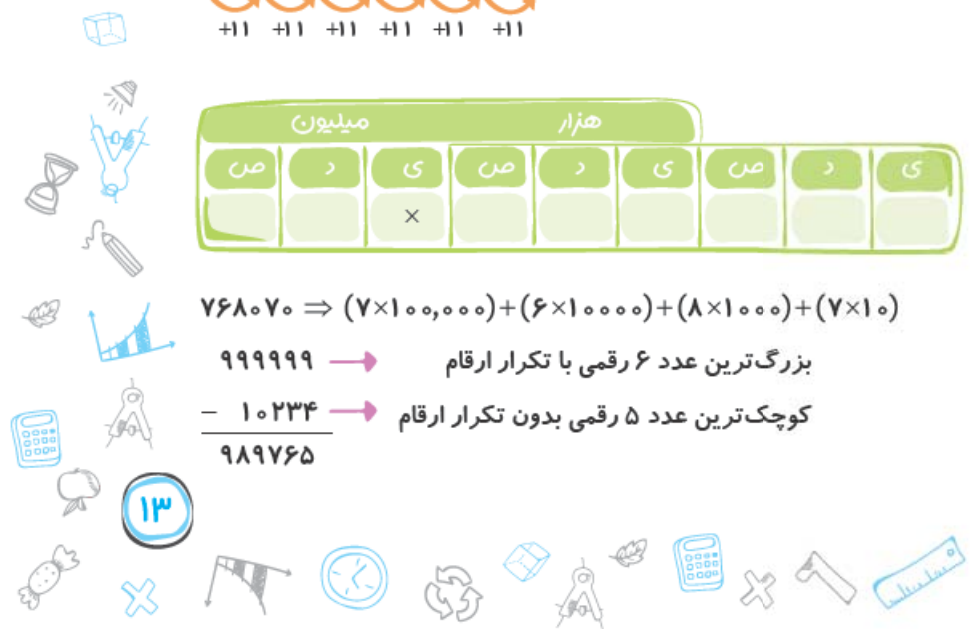 +۱۱ +۱۱ +۱۱ +۱۱ +۱۱ +۱۱
میلیون هزار
ص د ی ص د ی ص د ی
×
۷۶۸۰۷۰ ⇒ (۷×۱۰۰,۰۰۰)+(۶×۱۰۰۰۰)+(۸×۱۰۰۰)+(۷×۱۰)
بزرگ‌ترین عدد ۶ رقمی با تکرار ارقام → ۹۹۹۹۹۹
کوچک‌ترین عدد ۵ رقمی بدون تکرار ارقام → ۱۰۲۳۴ −
۹۸۹۷۶۵
۱۳